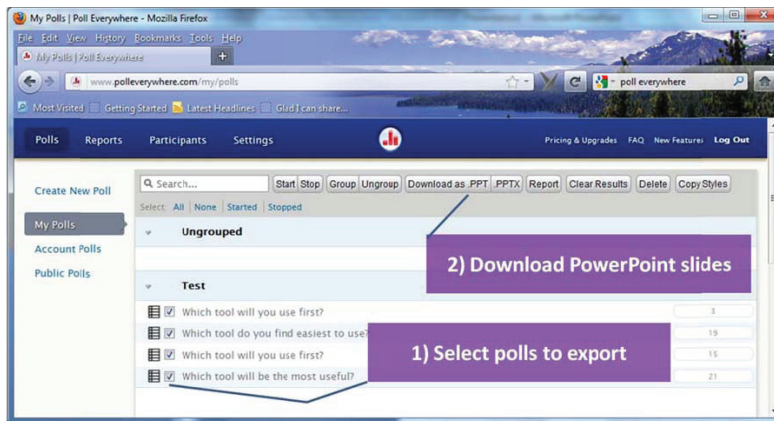 My Polls | Poll Everywhere - Mozilla Firefox
File Edit View History Bookmarks Tools Help
My Polls | Poll Everywhere
www.polleverywhere.com/my/polls
poll everywhere
Most Visited Getting Started Latest Headlines Glad I can share...
Polls Reports Participants Settings Pricing & Upgrades FAQ New Features Log Out
Create New Poll
My Polls
Account Polls
Public Polls
Search... Start Stop Group Ungroup Download as .PPT .PPTX Report Clear Results Delete Copy Styles
Select: All None Started Stopped
Ungrouped
2) Download PowerPoint slides
Test
Which tool will you use first? 3
Which tool do you find easiest to use? 19
1) Select polls to export
Which tool will you use first? 15
Which tool will be the most useful? 21